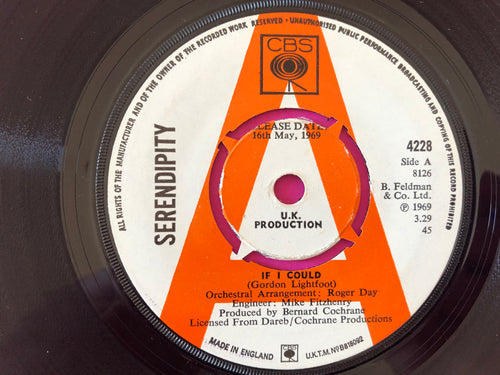 ALL RIGHTS OF THE MANUFACTURER AND OF THE OWNER OF THE RECORDED WORK RESERVED · UNAUTHORISED PUBLIC PERFORMANCE BROADCASTING AND COPYING OF THIS RECORD PROHIBITED
CBS
RELEASE DATE
16th May, 1969
SERENDIPITY
4228
Side A
8126
B. Feldman
& Co. Ltd.
℗ 1969
3.29
45
U.K.
PRODUCTION
IF I COULD
(Gordon Lightfoot)
Orchestral Arrangement: Roger Day
Engineer: Mike Fitzhenry
Produced by Bernard Cochrane
Licensed From Dareb/Cochrane Productions
MADE IN ENGLAND
CBS
U.K.T.M. No B818092